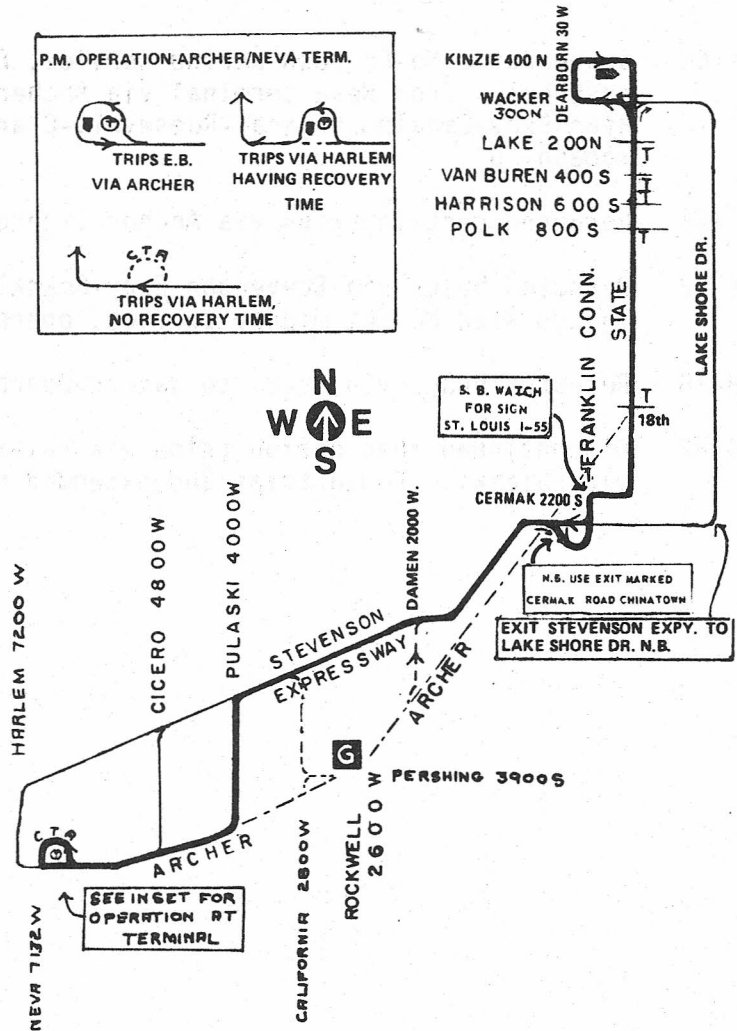 P.M. OPERATION-ARCHER/NEVA TERM.
TRIPS E.B.
VIA ARCHER
TRIPS VIA HARLEM
HAVING RECOVERY
TIME
C.T.A
TRIPS VIA HARLEM,
NO RECOVERY TIME
KINZIE 400 N
DEARBORN 30 W
WACKER
300N
LAKE 200N
T
VAN BUREN 400 S
T
T
HARRISON 600 S
POLK 800 S
T
LAKE SHORE DR.
FRANKLIN CONN.
STATE
N
W E
S
S. B. WATCH
FOR SIGN
ST. LOUIS I-55
T
18th
CERMAK 2200 S
N.B. USE EXIT MARKED
CERMAK ROAD CHINATOWN
EXIT STEVENSON EXPY. TO
LAKE SHORE DR. N.B.
HARLEM 7200 W
CICERO 4800W
PULASKI 4000W
DAMEN 2000 W.
STEVENSON
EXPRESSWAY
ARCHER
G
PERSHING 3900S
C T A
ARCHER
ROCKWELL
2600 W
CALIFORNIA 2800W
SEE INSET FOR
OPERATION AT
TERMINAL
NEVA 7132 W